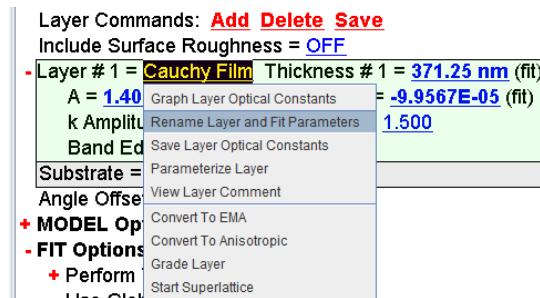 Layer Commands: Add Delete Save
Include Surface Roughness = OFF
- Layer # 1 = Cauchy Film Thickness # 1 = 371.25 nm (fit)
A = 1.40 = -9.9567E-05 (fit)
k Amplitu 1.500
Band Ed
Substrate =
Angle Offse
+ MODEL Op
- FIT Options
+ Perform
Graph Layer Optical Constants
Rename Layer and Fit Parameters
Save Layer Optical Constants
Parameterize Layer
View Layer Comment
Convert To EMA
Convert To Anisotropic
Grade Layer
Start Superlattice